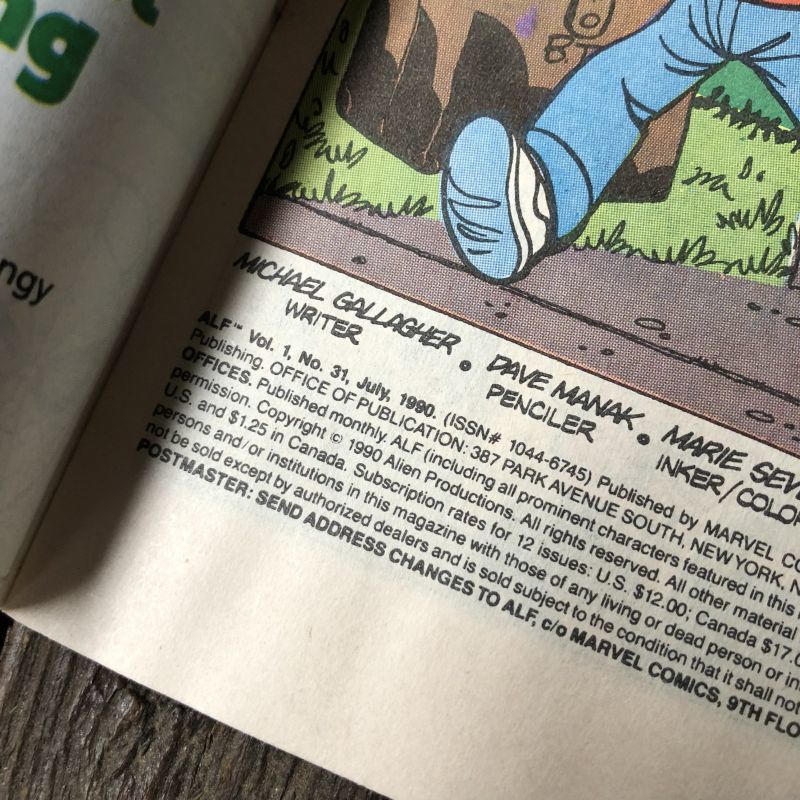 ng
ngy
B.T
MICHAEL GALLAGHER • DAVE MANAK • MARIE
WRITER PENCILER INKER/
ALF™ Vol. 1, No. 31, July, 1990. (ISSN# 1044-6745) Published by MARVEL
Publishing. OFFICE OF PUBLICATION: 387 PARK AVENUE SOUTH, NEW YORK, N
OFFICES. Published monthly. ALF (including all prominent characters featured in this
permission. Copyright © 1990 Alien Productions. All rights reserved. All other material
U.S. and $1.25 in Canada. Subscription rates for 12 issues: U.S. $12.00; Canada $17.0
persons and/or institutions in this magazine with those of any living or dead person or in
not be sold except by authorized dealers and is sold subject to the condition that it shall not
POSTMASTER: SEND ADDRESS CHANGES TO ALF, c/o MARVEL COMICS, 9TH FLO